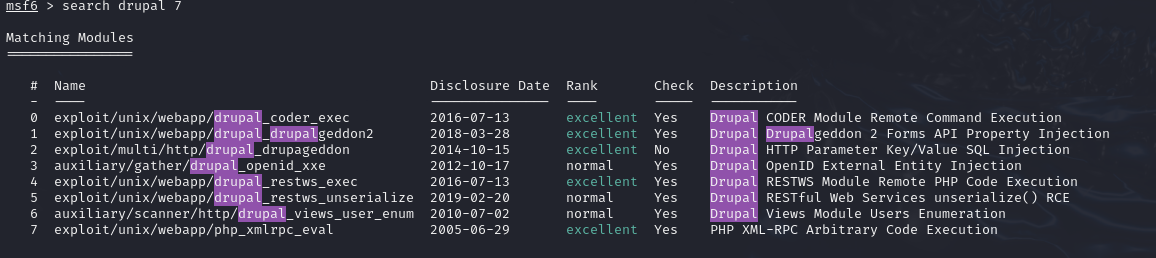 msf6 > search drupal 7
Matching Modules
================
# Name Disclosure Date Rank Check Description
- ---- --------------- ---- ----- -----------
0 exploit/unix/webapp/drupal_coder_exec 2016-07-13 excellent Yes Drupal CODER Module Remote Command Execution
1 exploit/unix/webapp/drupal_drupalgeddon2 2018-03-28 excellent Yes Drupal Drupalgeddon 2 Forms API Property Injection
2 exploit/multi/http/drupal_drupageddon 2014-10-15 excellent No Drupal HTTP Parameter Key/Value SQL Injection
3 auxiliary/gather/drupal_openid_xxe 2012-10-17 normal Yes Drupal OpenID External Entity Injection
4 exploit/unix/webapp/drupal_restws_exec 2016-07-13 excellent Yes Drupal RESTWS Module Remote PHP Code Execution
5 exploit/unix/webapp/drupal_restws_unserialize 2019-02-20 normal Yes Drupal RESTful Web Services unserialize() RCE
6 auxiliary/scanner/http/drupal_views_user_enum 2010-07-02 normal Yes Drupal Views Module Users Enumeration
7 exploit/unix/webapp/php_xmlrpc_eval 2005-06-29 excellent Yes PHP XML-RPC Arbitrary Code Execution